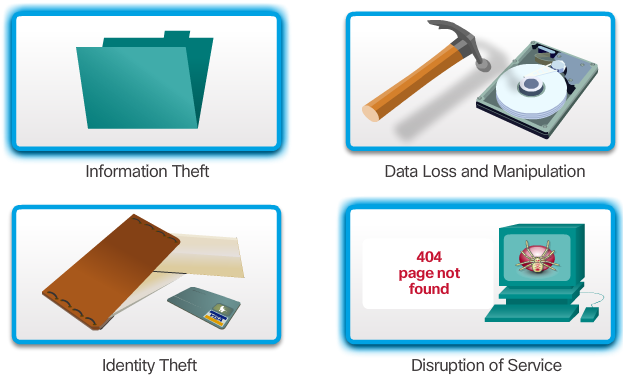 Information Theft
Data Loss and Manipulation
Identity Theft
404
page not
found
Disruption of Service